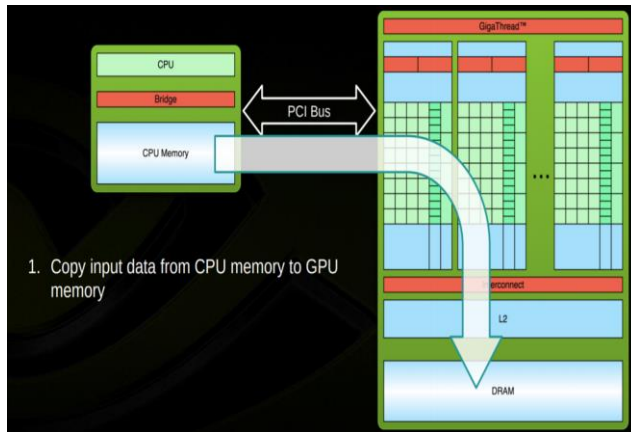 GigaThread™
CPU
Bridge
PCI Bus
CPU Memory
1. Copy input data from CPU memory to GPU
memory
Interconnect
L2
DRAM